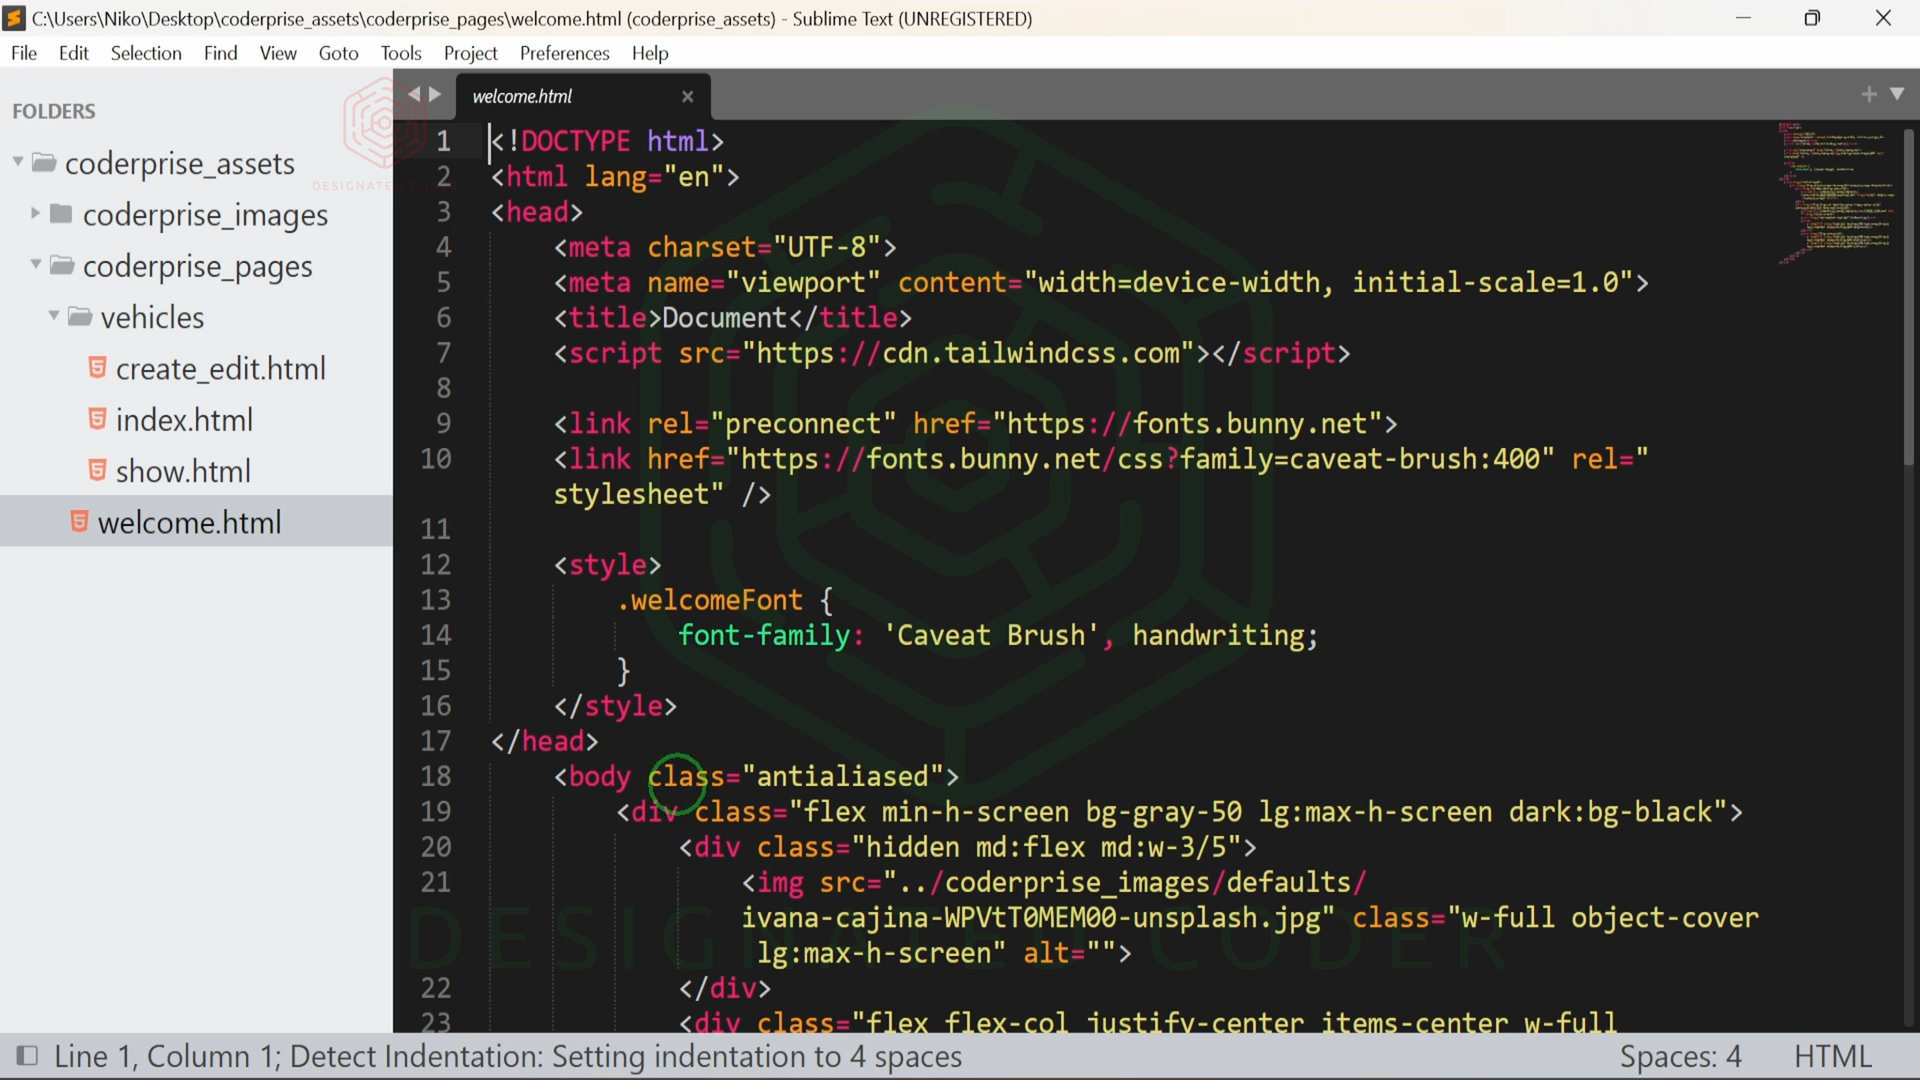 C:\Users\Niko\Desktop\coderprise_assets\coderprise_pages\welcome.html (coderprise_assets) - Sublime Text (UNREGISTERED)
File Edit Selection Find View Goto Tools Project Preferences Help
FOLDERS
coderprise_assets
coderprise_images
coderprise_pages
vehicles
create_edit.html
index.html
show.html
welcome.html
DESIGNATED CO
welcome.html
1 <!DOCTYPE html>
2 <html lang="en">
3 <head>
4 <meta charset="UTF-8">
5 <meta name="viewport" content="width=device-width, initial-scale=1.0">
6 <title>Document</title>
7 <script src="https://cdn.tailwindcss.com"></script>
8
9 <link rel="preconnect" href="https://fonts.bunny.net">
10 <link href="https://fonts.bunny.net/css?family=caveat-brush:400" rel="
stylesheet" />
11
12 <style>
13 .welcomeFont {
14 font-family: 'Caveat Brush', handwriting;
15 }
16 </style>
17 </head>
18 <body class="antialiased">
19 <div class="flex min-h-screen bg-gray-50 lg:max-h-screen dark:bg-black">
20 <div class="hidden md:flex md:w-3/5">
21 <img src="../coderprise_images/defaults/
ivana-cajina-WPVtT0MEM00-unsplash.jpg" class="w-full object-cover
lg:max-h-screen" alt="">
22 </div>
23 <div class="flex flex-col justify-center items-center w-full
DESIGNATED CODER
Line 1, Column 1; Detect Indentation: Setting indentation to 4 spaces
Spaces: 4 HTML